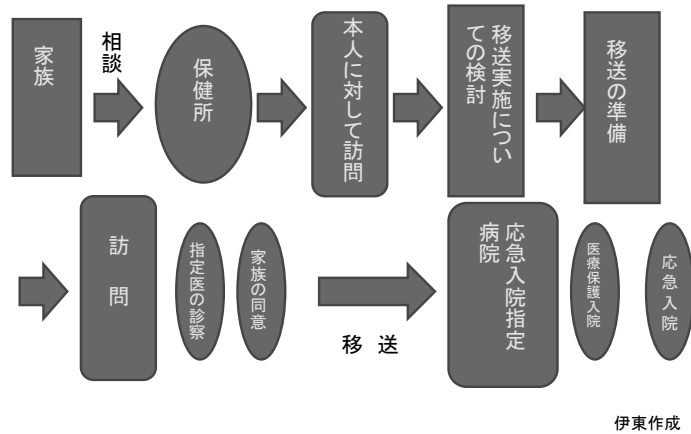 家族
相談
保健所
本人に対して訪問
移送実施につい
ての検討
移送の準備
訪問
指定医の診察
家族の同意
移送
応急入院指定
病院
医療保護入院
応急入院
伊東作成